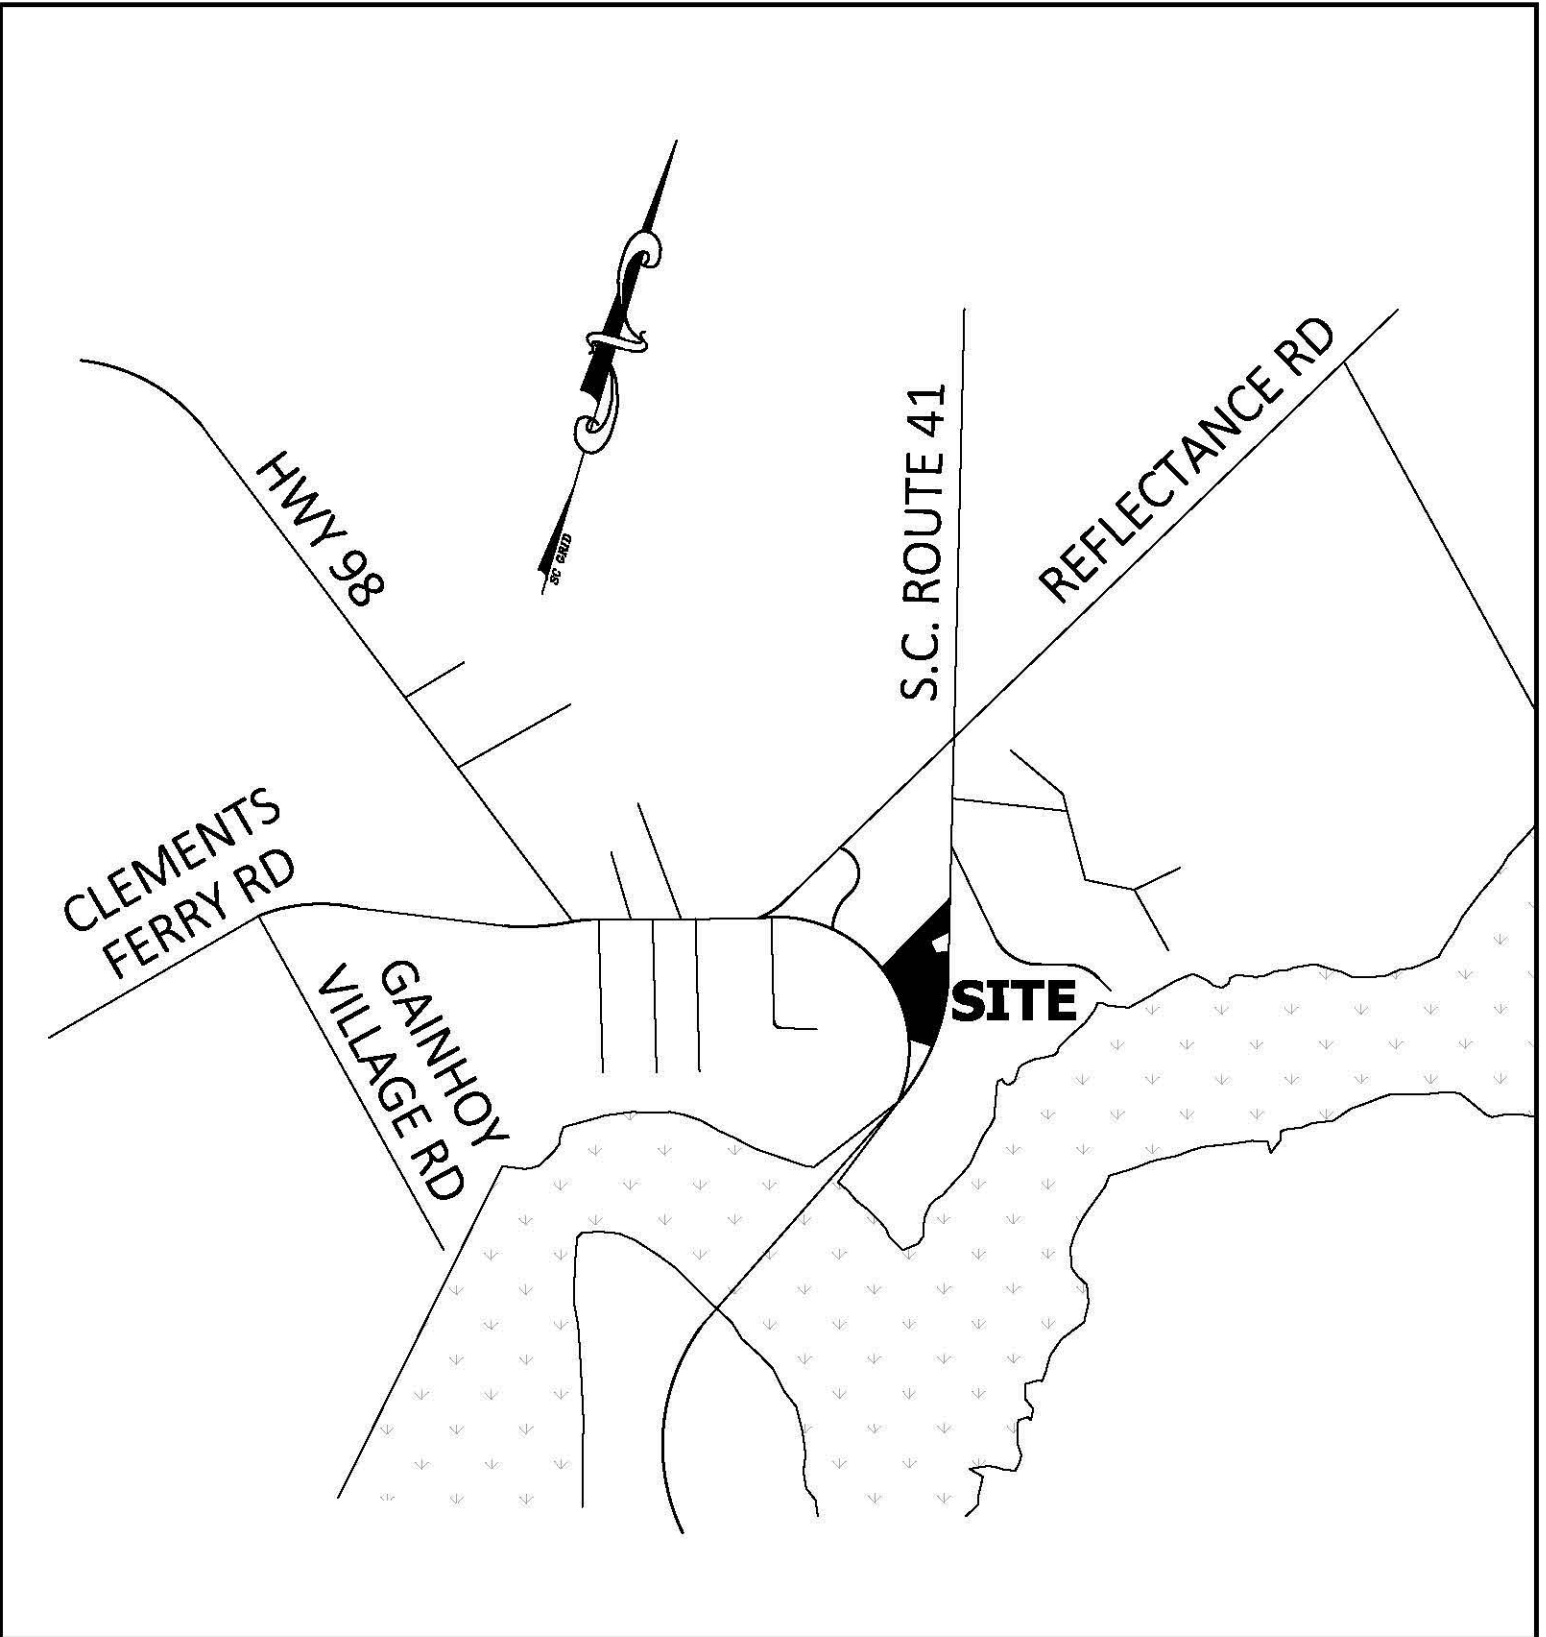 SC GRID
HWY 98
S.C. ROUTE 41
REFLECTANCE RD
CLEMENTS
FERRY RD
GAINHOY
VILLAGE RD
SITE